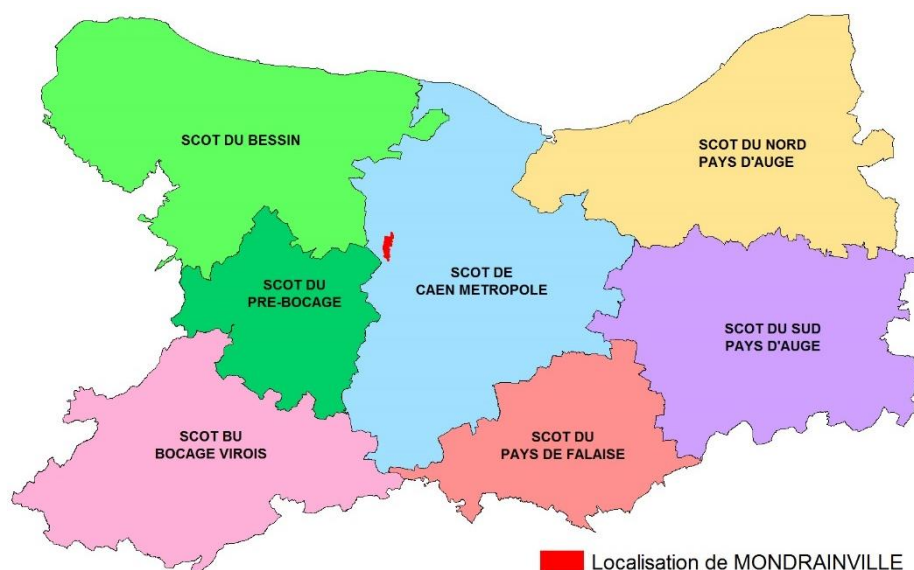 SCOT DU BESSIN
SCOT DU NORD
PAYS D'AUGE
SCOT DU
PRE-BOCAGE
SCOT DE
CAEN METROPOLE
SCOT DU SUD
PAYS D'AUGE
SCOT BU
BOCAGE VIROIS
SCOT DU
PAYS DE FALAISE
Localisation de MONDRAINVILLE